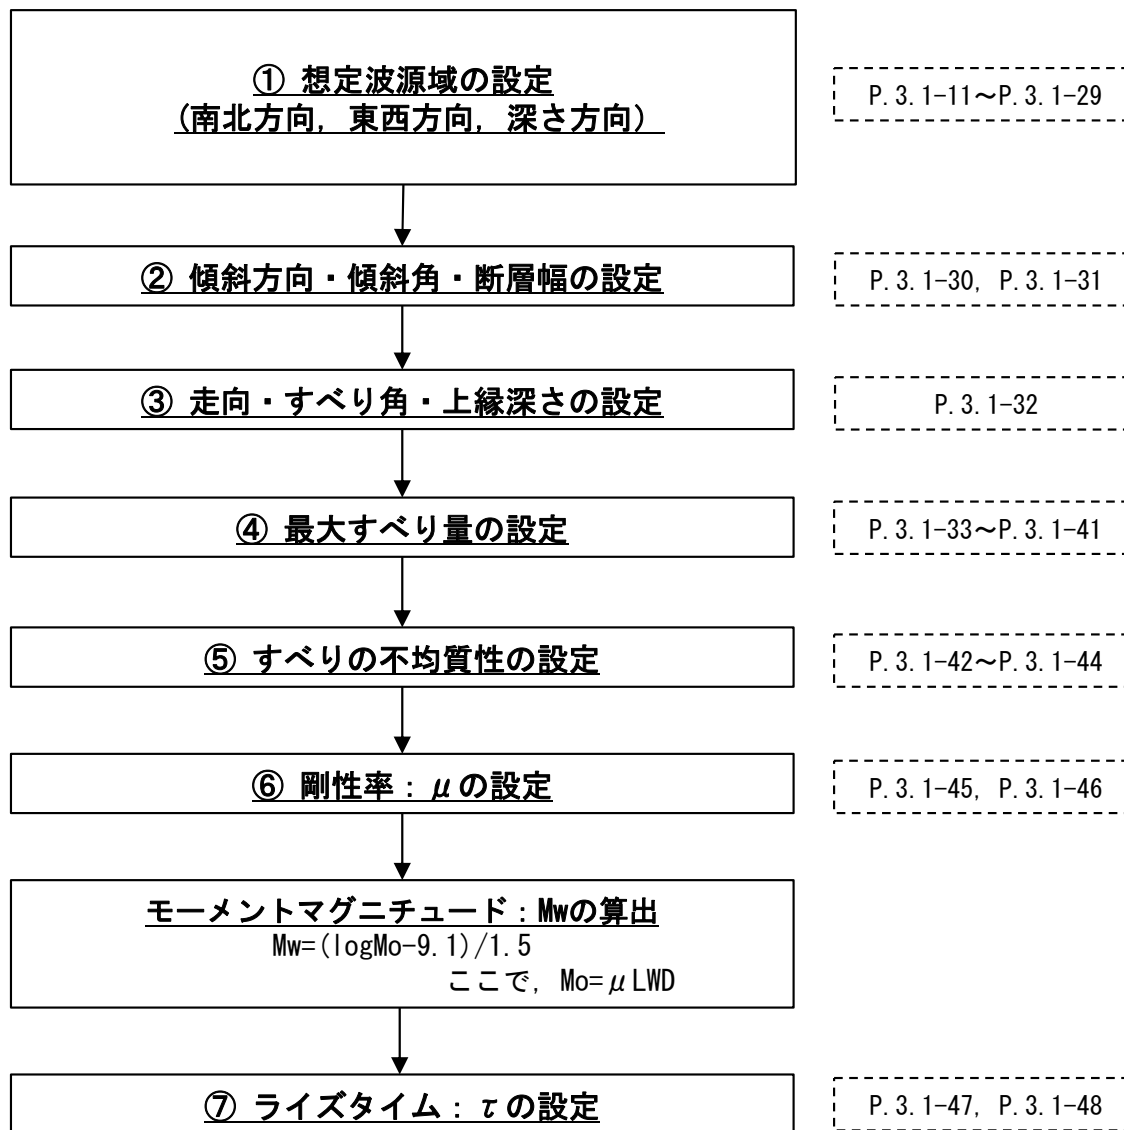 ① 想定波源域の設定
(南北方向, 東西方向, 深さ方向)
P.3.1-11～P.3.1-29
② 傾斜方向・傾斜角・断層幅の設定
P.3.1-30, P.3.1-31
③ 走向・すべり角・上縁深さの設定
P.3.1-32
④ 最大すべり量の設定
P.3.1-33～P.3.1-41
⑤ すべりの不均質性の設定
P.3.1-42～P.3.1-44
⑥ 剛性率：μの設定
P.3.1-45, P.3.1-46
モーメントマグニチュード：Mwの算出
Mw=(logMo-9.1)/1.5
ここで, Mo=μLWD
⑦ ライズタイム：τの設定
P.3.1-47, P.3.1-48